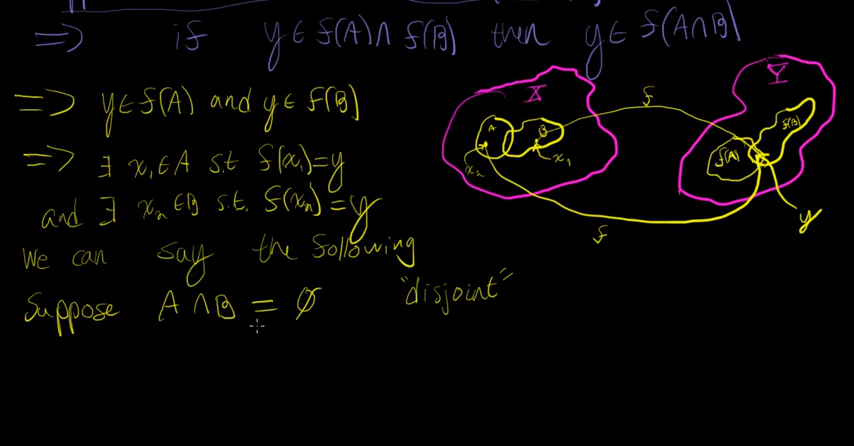 ⟹ if y∈f(A)∩f(B) then y∈f(A∩B)
⟹ y∈f(A) and y∈f(B)
⟹ ∃ x₁∈A s.t f(x₁)=y
and ∃ x₂∈B s.t. f(x₂)=y
We can say the following
Suppose A∩B = ∅ "disjoint"
X
Y
f
A
B
x₂
x₁
f(A)
f(B)
y
f